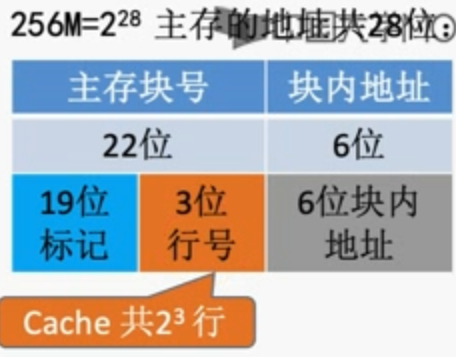 256M=2²⁸ 主存的地址共28位：
主存块号 块内地址
22位 6位
19位 3位 6位块内
标记 行号 地址
Cache 共2³ 行